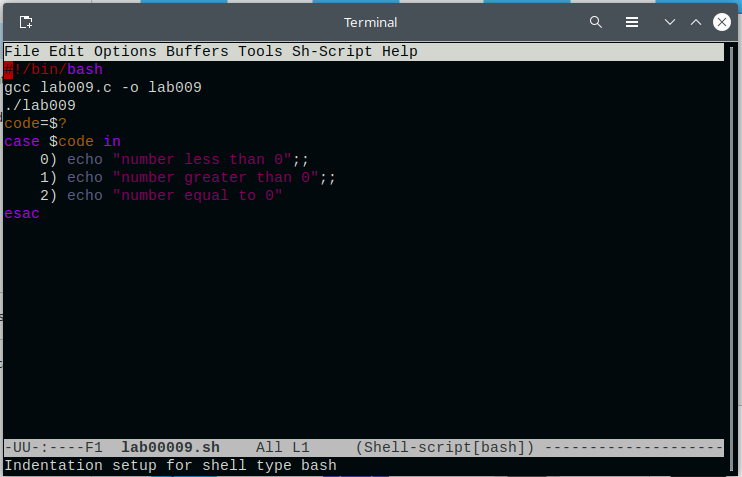 Terminal
File Edit Options Buffers Tools Sh-Script Help
#!/bin/bash
gcc lab009.c -o lab009
./lab009
code=$?
case $code in
    0) echo "number less than 0";;
    1) echo "number greater than 0";;
    2) echo "number equal to 0"
esac
-UU-:----F1  lab00009.sh    All L1     (Shell-script[bash]) --------------------
Indentation setup for shell type bash